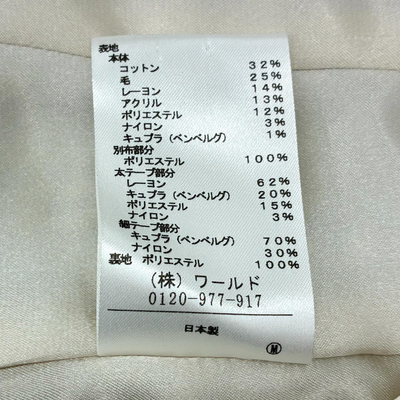 表地
本体
コットン 32%
毛 25%
レーヨン 14%
アクリル 13%
ポリエステル 12%
ナイロン 3%
キュプラ(ベンベルグ) 1%
別布部分
ポリエステル 100%
太テープ部分
レーヨン 62%
キュプラ(ベンベルグ) 20%
ポリエステル 15%
ナイロン 3%
細テープ部分
キュプラ(ベンベルグ) 70%
ナイロン 30%
裏地 ポリエステル 100%
(株)ワールド
0120-977-917
日本製
M